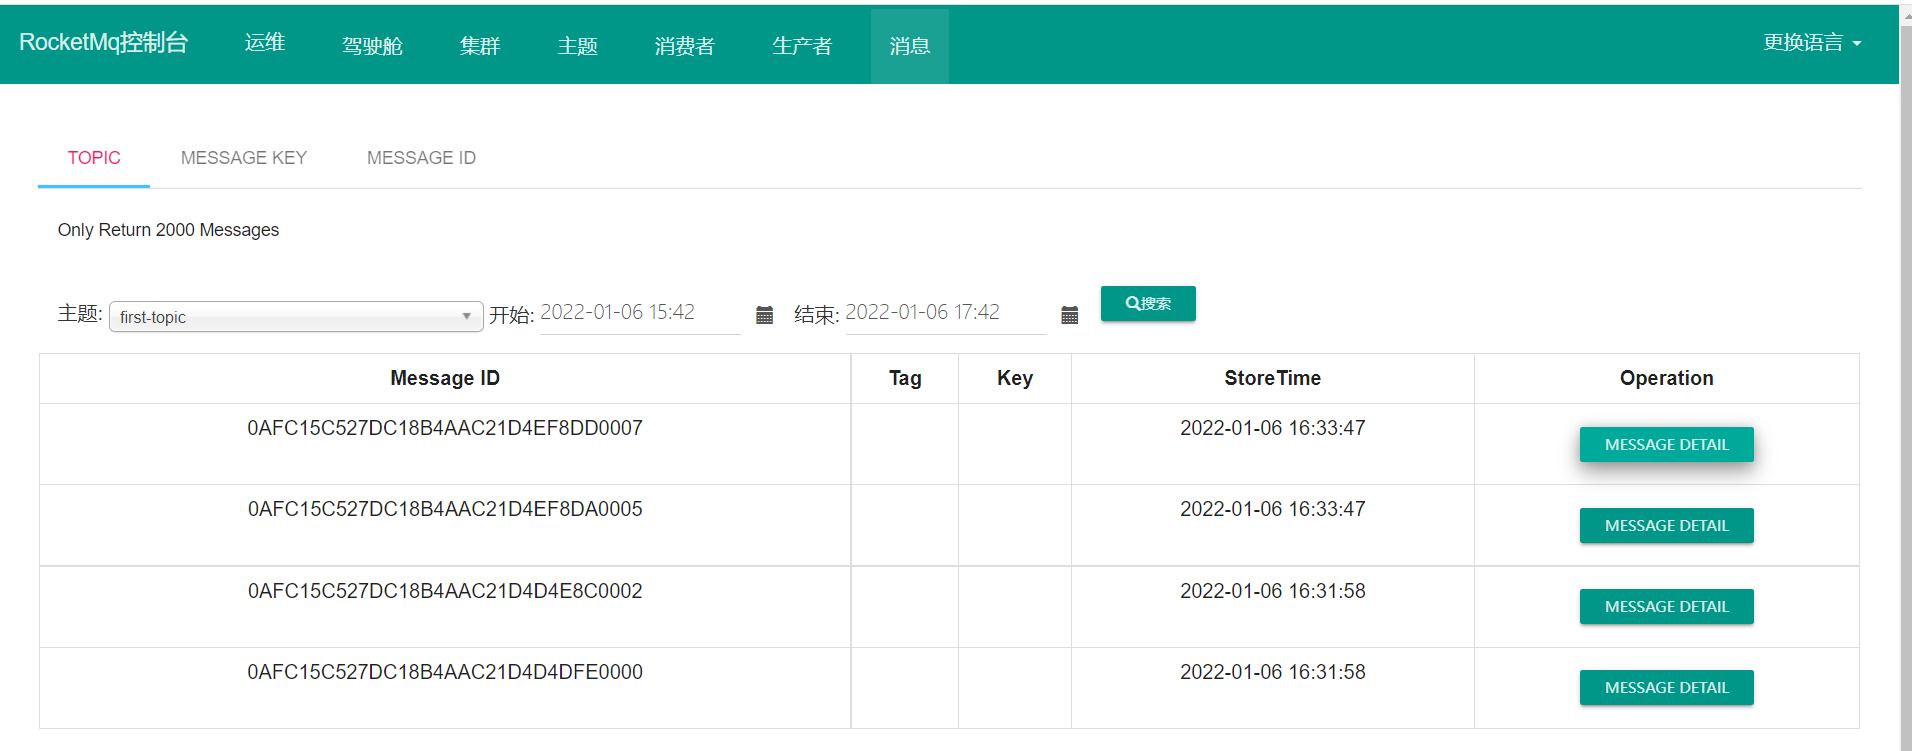 RocketMq控制台 运维 驾驶舱 集群 主题 消费者 生产者 消息 更换语言
TOPIC MESSAGE KEY MESSAGE ID
Only Return 2000 Messages
主题: first-topic 开始: 2022-01-06 15:42 结束: 2022-01-06 17:42 搜索
Message ID Tag Key StoreTime Operation
0AFC15C527DC18B4AAC21D4EF8DD0007 2022-01-06 16:33:47 MESSAGE DETAIL
0AFC15C527DC18B4AAC21D4EF8DA0005 2022-01-06 16:33:47 MESSAGE DETAIL
0AFC15C527DC18B4AAC21D4D4E8C0002 2022-01-06 16:31:58 MESSAGE DETAIL
0AFC15C527DC18B4AAC21D4D4DFE0000 2022-01-06 16:31:58 MESSAGE DETAIL